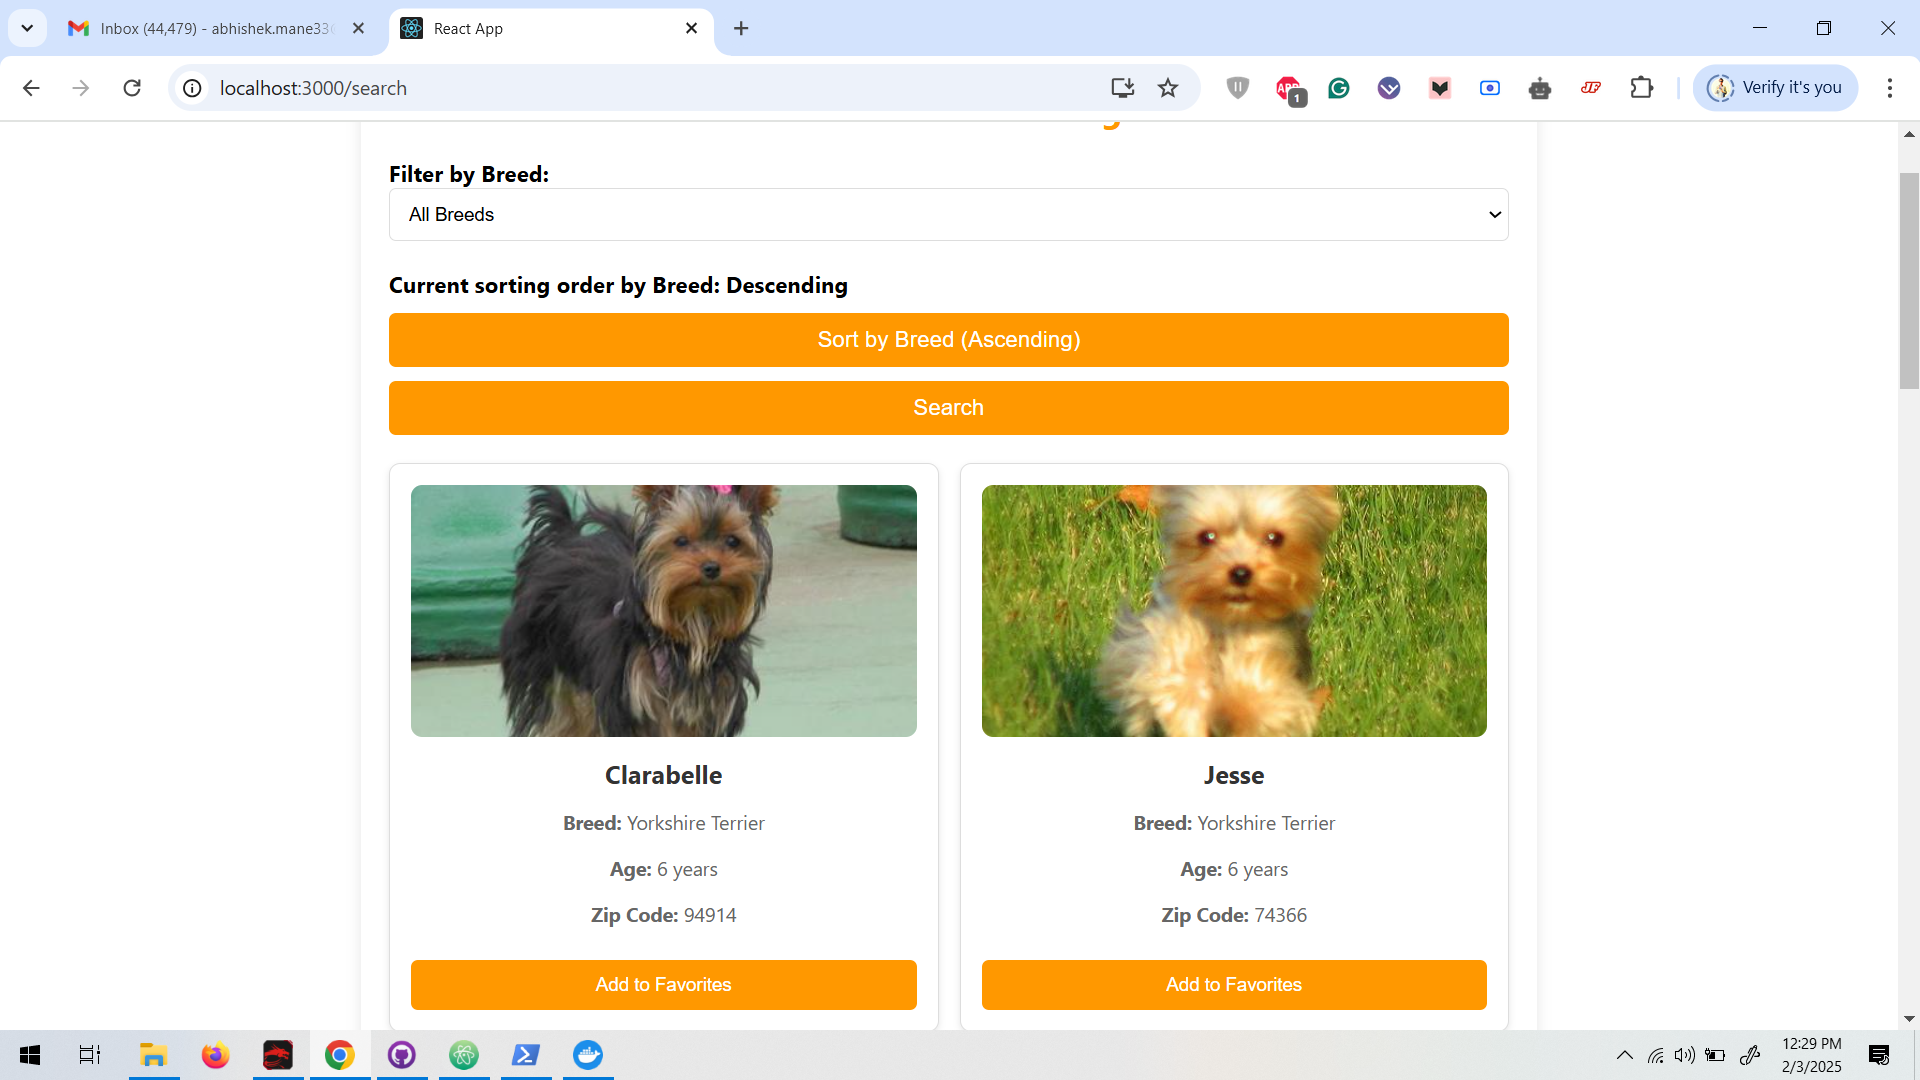 Inbox (44,479) - abhishek.mane33
React App
localhost:3000/search
ABP
1
JF
Verify it's you
Filter by Breed:
All Breeds
Current sorting order by Breed: Descending
Sort by Breed (Ascending)
Search
Clarabelle
Breed: Yorkshire Terrier
Age: 6 years
Zip Code: 94914
Add to Favorites
Jesse
Breed: Yorkshire Terrier
Age: 6 years
Zip Code: 74366
Add to Favorites
12:29 PM
2/3/2025